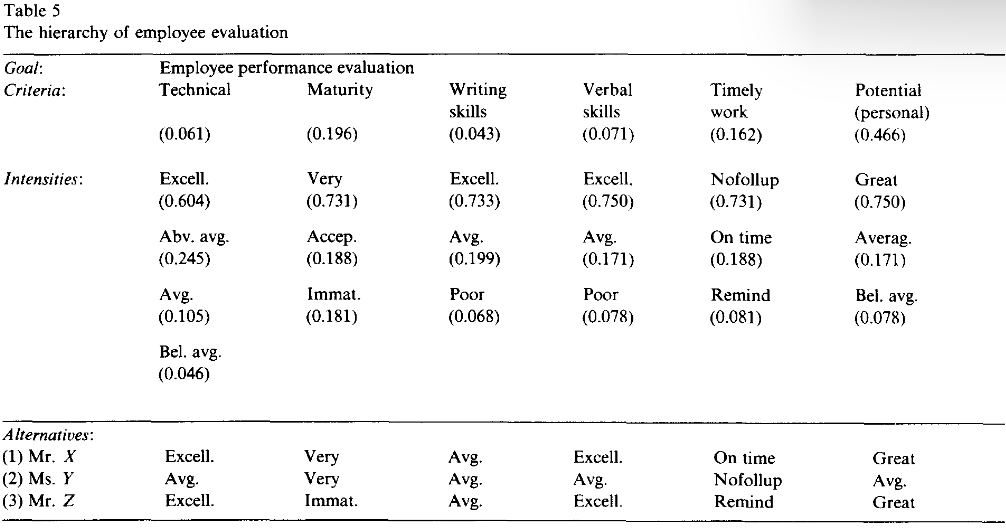 Table 5
The hierarchy of employee evaluation
Goal: Employee performance evaluation
Criteria: Technical Maturity Writing Verbal Timely Potential
skills skills work (personal)
(0.061) (0.196) (0.043) (0.071) (0.162) (0.466)
Intensities: Excell. Very Excell. Excell. Nofollup Great
(0.604) (0.731) (0.733) (0.750) (0.731) (0.750)
Abv. avg. Accep. Avg. Avg. On time Averag.
(0.245) (0.188) (0.199) (0.171) (0.188) (0.171)
Avg. Immat. Poor Poor Remind Bel. avg.
(0.105) (0.181) (0.068) (0.078) (0.081) (0.078)
Bel. avg.
(0.046)
Alternatives:
(1) Mr. X Excell. Very Avg. Excell. On time Great
(2) Ms. Y Avg. Very Avg. Avg. Nofollup Avg.
(3) Mr. Z Excell. Immat. Avg. Excell. Remind Great